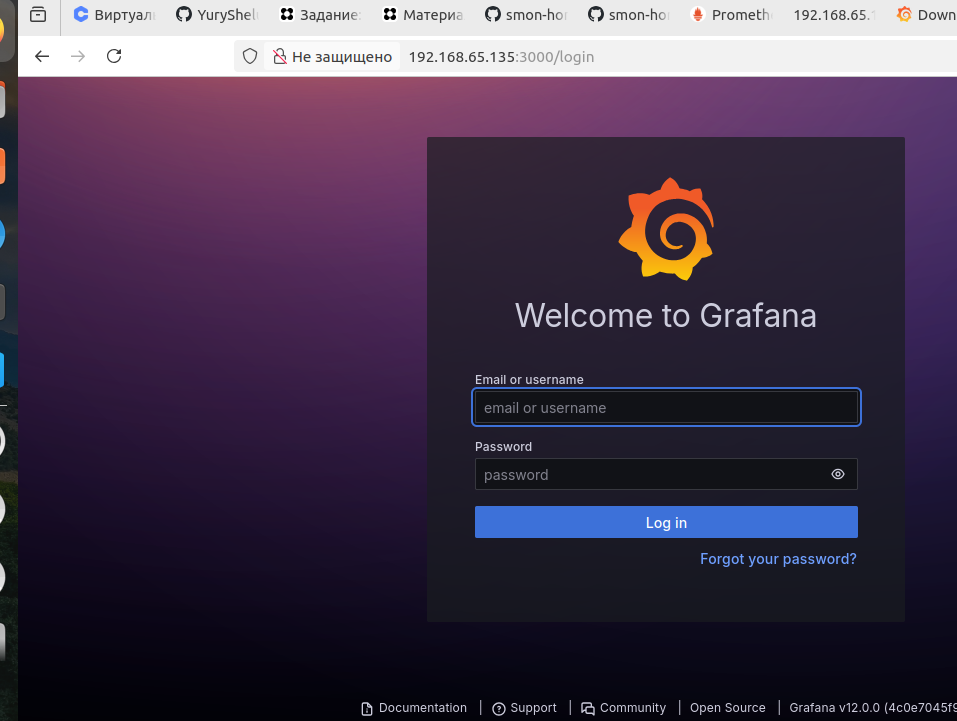 Виртуал YuryShel Задание: Материа smon-ho smon-ho Prometh 192.168.65.1 Down
Не защищено 192.168.65.135:3000/login
Welcome to Grafana
Email or username
email or username
Password
password
Log in
Forgot your password?
Documentation | Support | Community | Open Source | Grafana v12.0.0 (4c0e7045f9